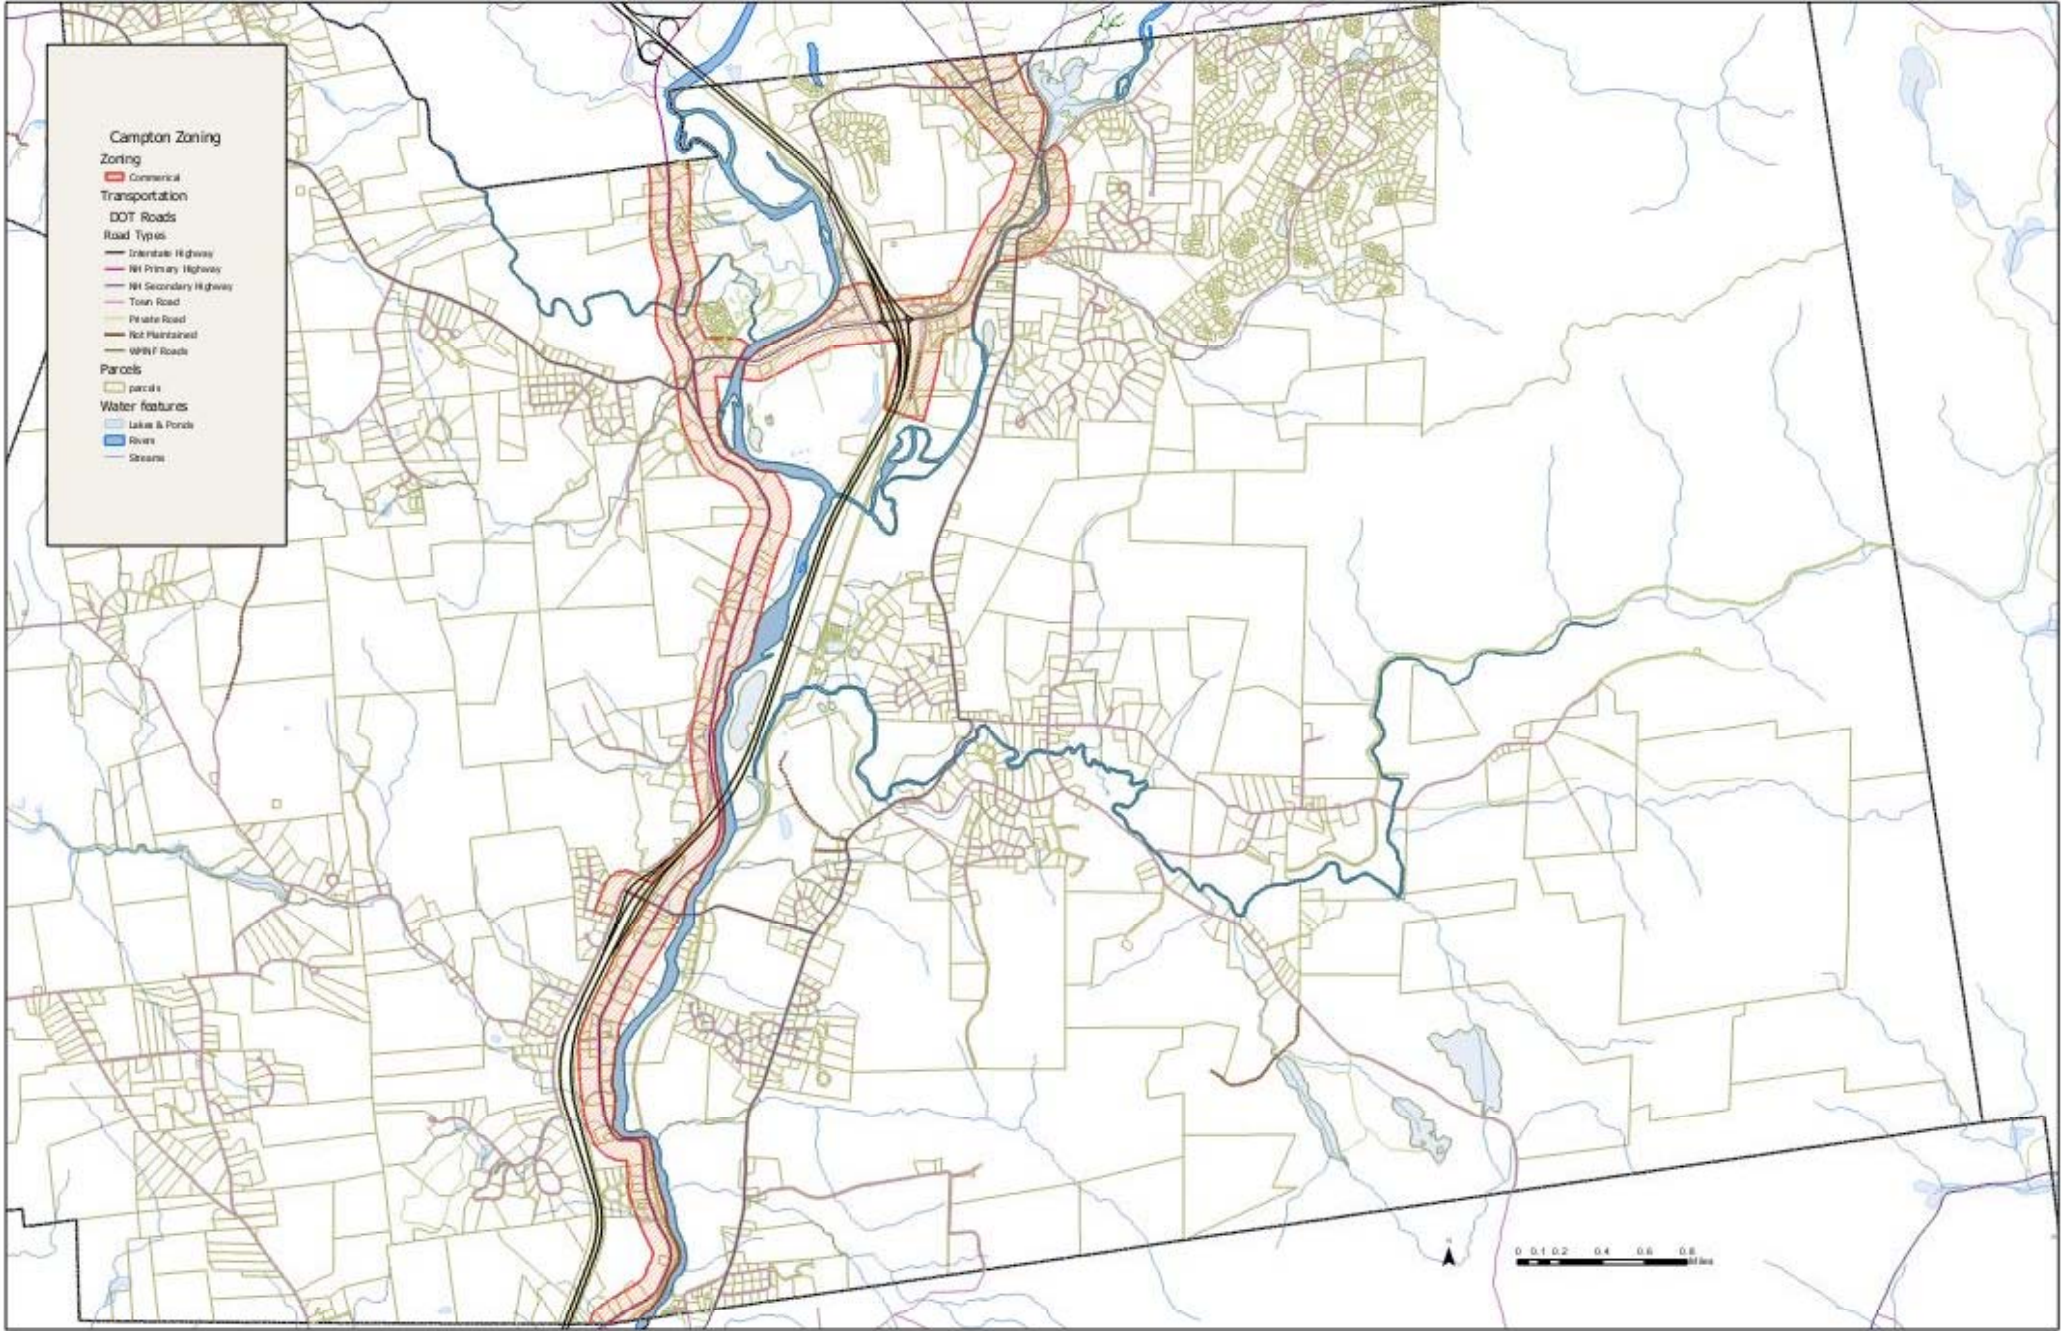 Campton Zoning
Zoning
Commerical
Transportation
DOT Roads
Road Types
Interstate Highway
NH Primary Highway
NH Secondary Highway
Town Road
Private Road
Not Maintained
WMNF Roads
Parcels
parcels
Water features
Lakes & Ponds
Rivers
Streams
0 0.1 0.2 0.4 0.6 0.8
Miles